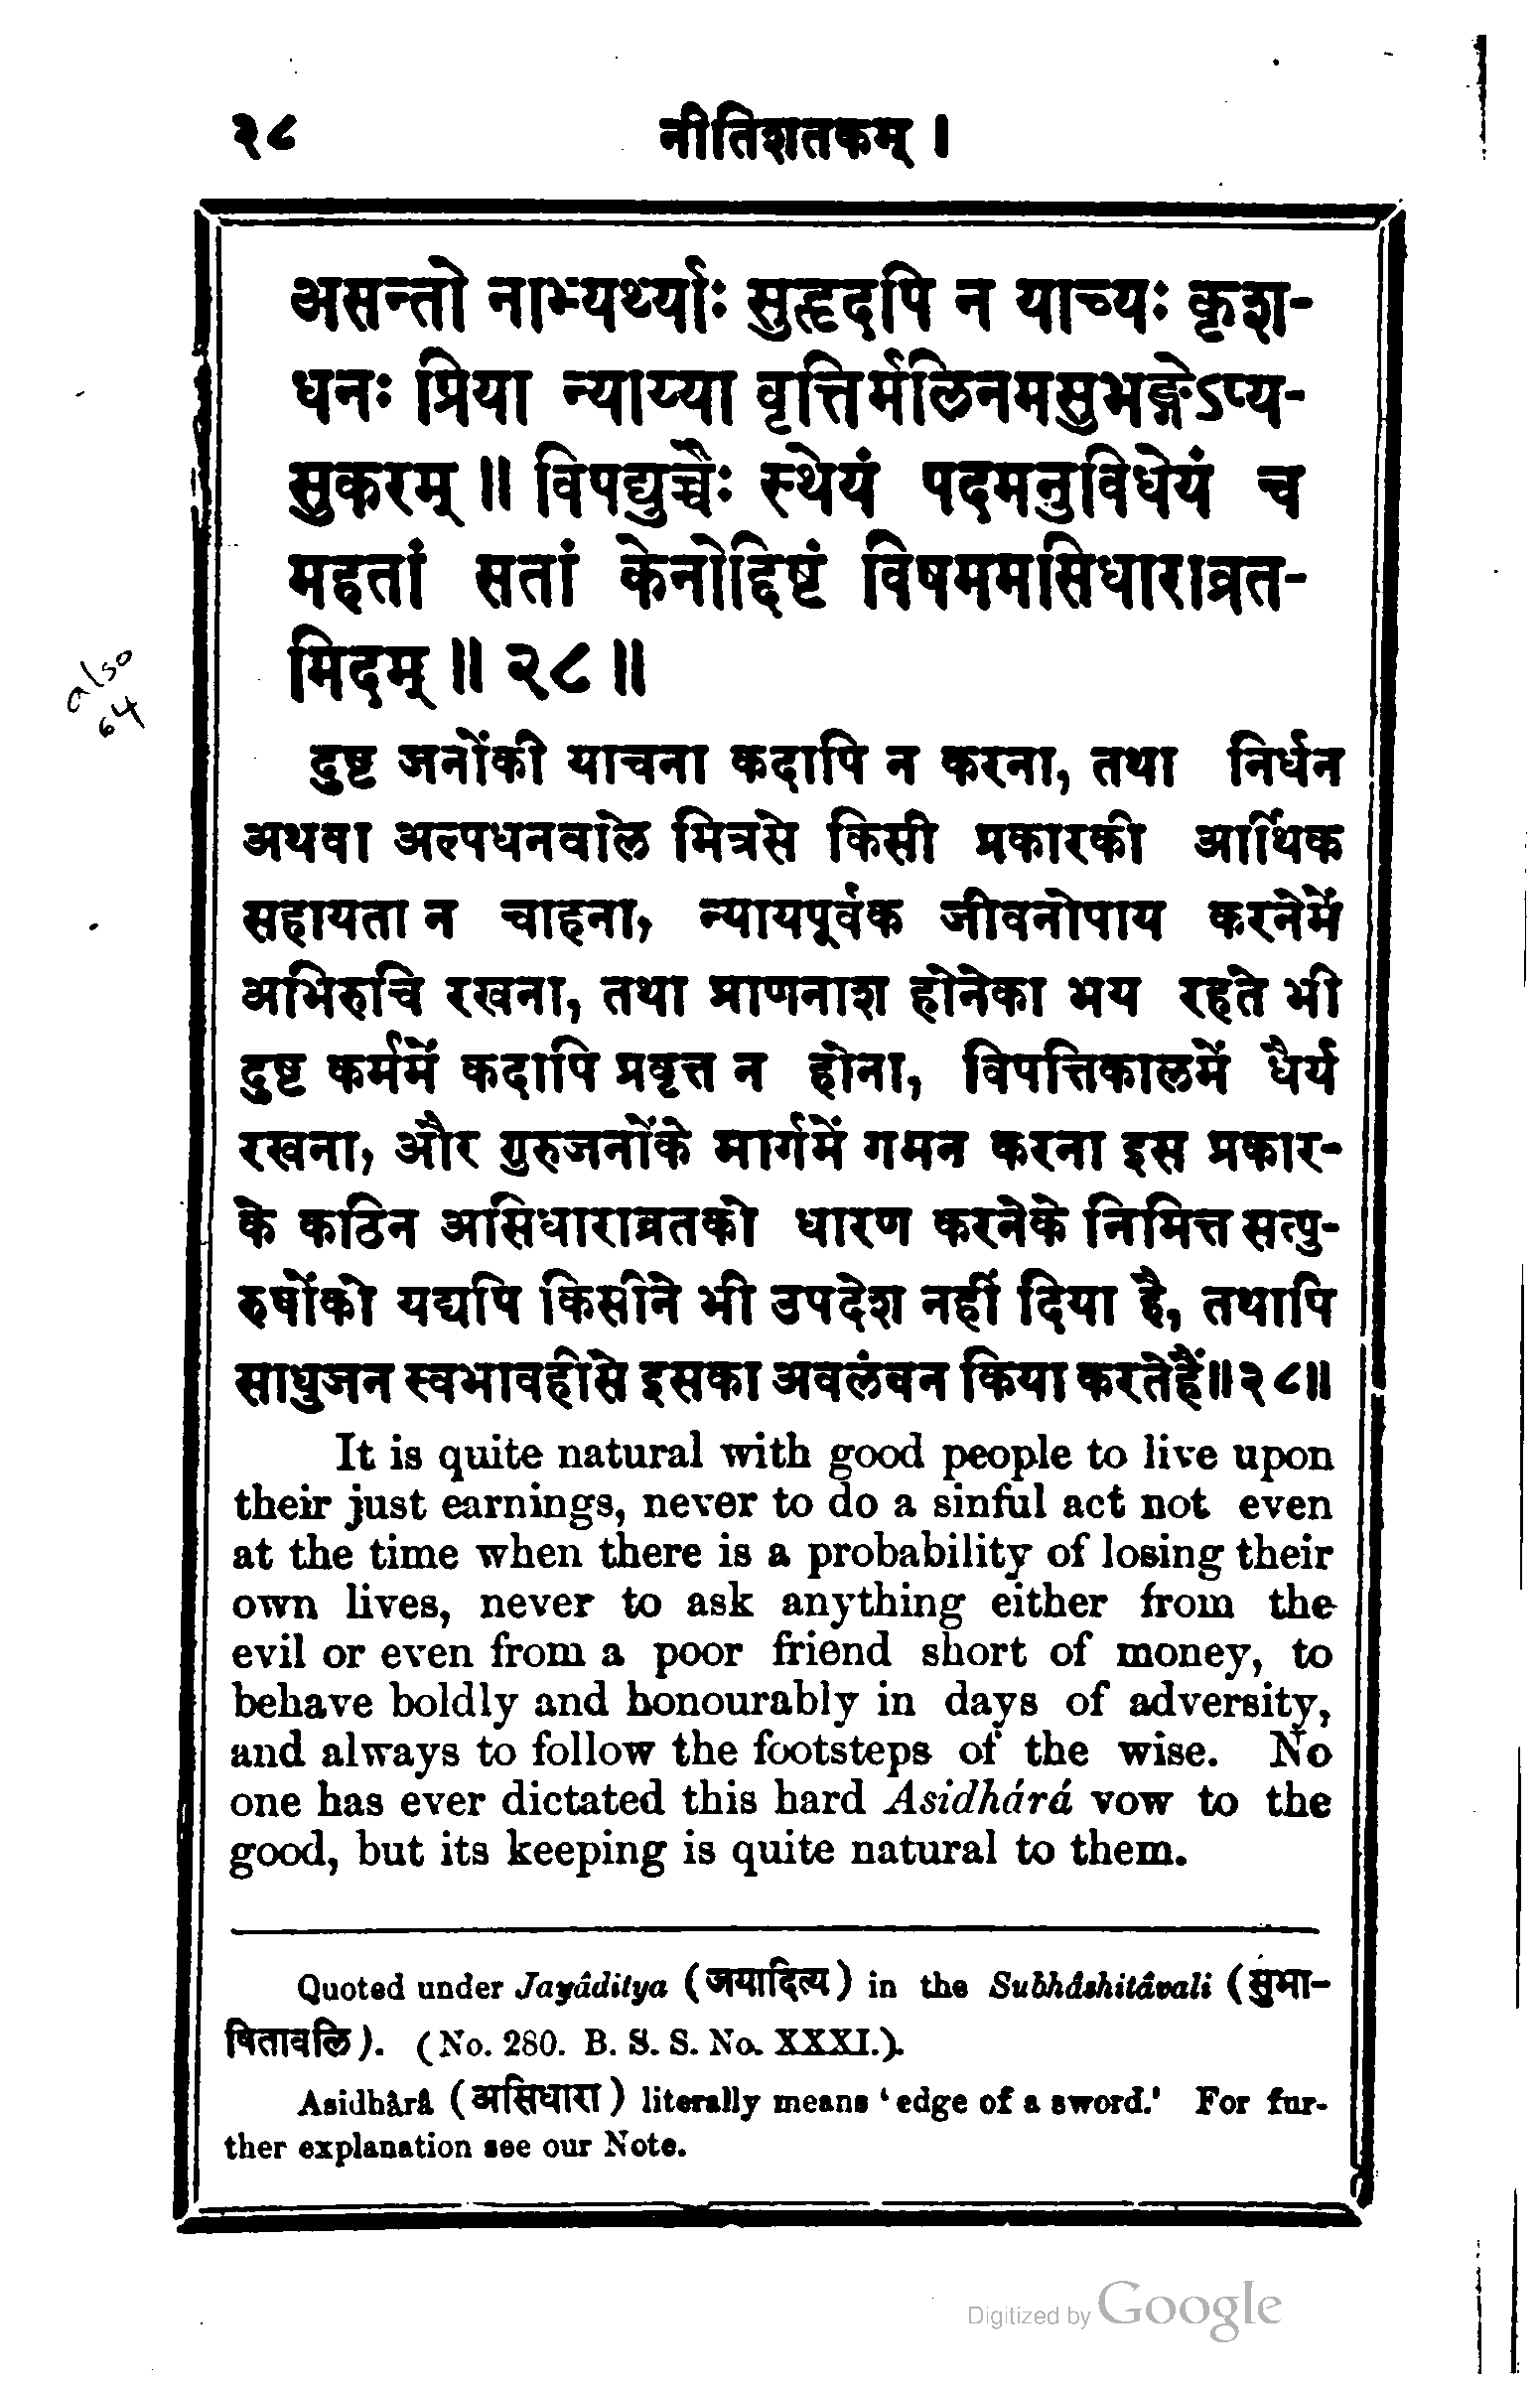 २८ नीतिशतकम् ।
असन्तो नाभ्यर्थ्याः सुहृदपि न याच्यः कृश-
धनः प्रिया न्याय्या वृत्तिर्मलिनमसुभङ्गेऽप्य-
सुकरम् ॥ विपद्युच्चैः स्थेयं पदमनुविधेयं च
महतां सतां केनोद्दिष्टं विषममसिधाराव्रत-
मिदम् ॥ २८ ॥
also
64
दुष्ट जनोंकी याचना कदापि न करना, तथा निर्धन
अथवा अल्पधनवाले मित्रसे किसी प्रकारकी आर्थिक
सहायता न चाहना, न्यायपूर्वक जीवनोपाय करनेमें
अभिरुचि रखना, तथा प्राणनाश होनेका भय रहते भी
दुष्ट कर्ममें कदापि प्रवृत्त न होना, विपत्तिकालमें धैर्य
रखना, और गुरुजनोंके मार्गमें गमन करना इस प्रकार-
के कठिन असिधाराव्रतको धारण करनेके निमित्त सत्पु-
रुषोंको यद्यपि किसीने भी उपदेश नहीं दिया है, तथापि
साधुजन स्वभावहीसे इसका अवलंबन किया करतेहैं॥२८॥
It is quite natural with good people to live upon
their just earnings, never to do a sinful act not even
at the time when there is a probability of losing their
own lives, never to ask anything either from the
evil or even from a poor friend short of money, to
behave boldly and honourably in days of adversity,
and always to follow the footsteps of the wise. No
one has ever dictated this hard Asidhárá vow to the
good, but its keeping is quite natural to them.
Quoted under Jayâditya (जयादित्य) in the Subhâshitâvali (सुभा-
षितावलि). (No. 280. B. S. S. No. XXXI.).
Asidhârâ (असिधारा) literally means 'edge of a sword.' For fur-
ther explanation see our Note.
Digitized by Google